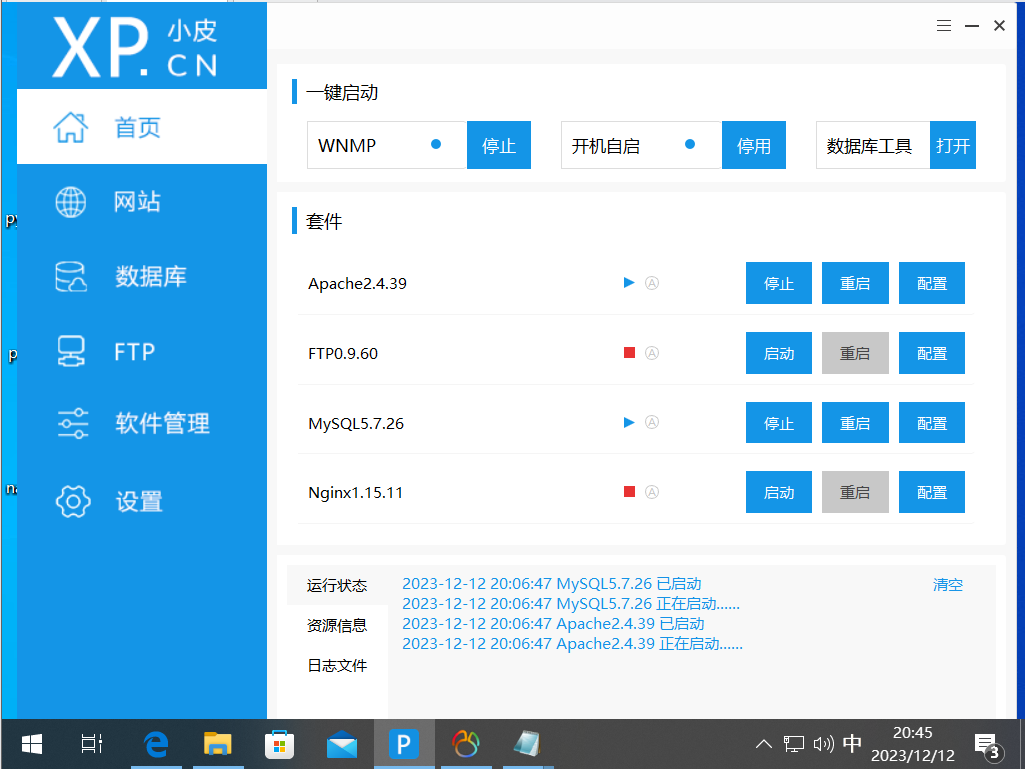 XP.CN 小皮
首页
网站
数据库
FTP
软件管理
设置
一键启动
WNMP 停止 开机自启 停用 数据库工具 打开
套件
Apache2.4.39 A 停止 重启 配置
FTP0.9.60 A 启动 重启 配置
MySQL5.7.26 A 停止 重启 配置
Nginx1.15.11 A 启动 重启 配置
运行状态
资源信息
日志文件
2023-12-12 20:06:47 MySQL5.7.26 已启动
2023-12-12 20:06:47 MySQL5.7.26 正在启动......
2023-12-12 20:06:47 Apache2.4.39 已启动
2023-12-12 20:06:47 Apache2.4.39 正在启动......
清空
P
中
20:45
2023/12/12
3